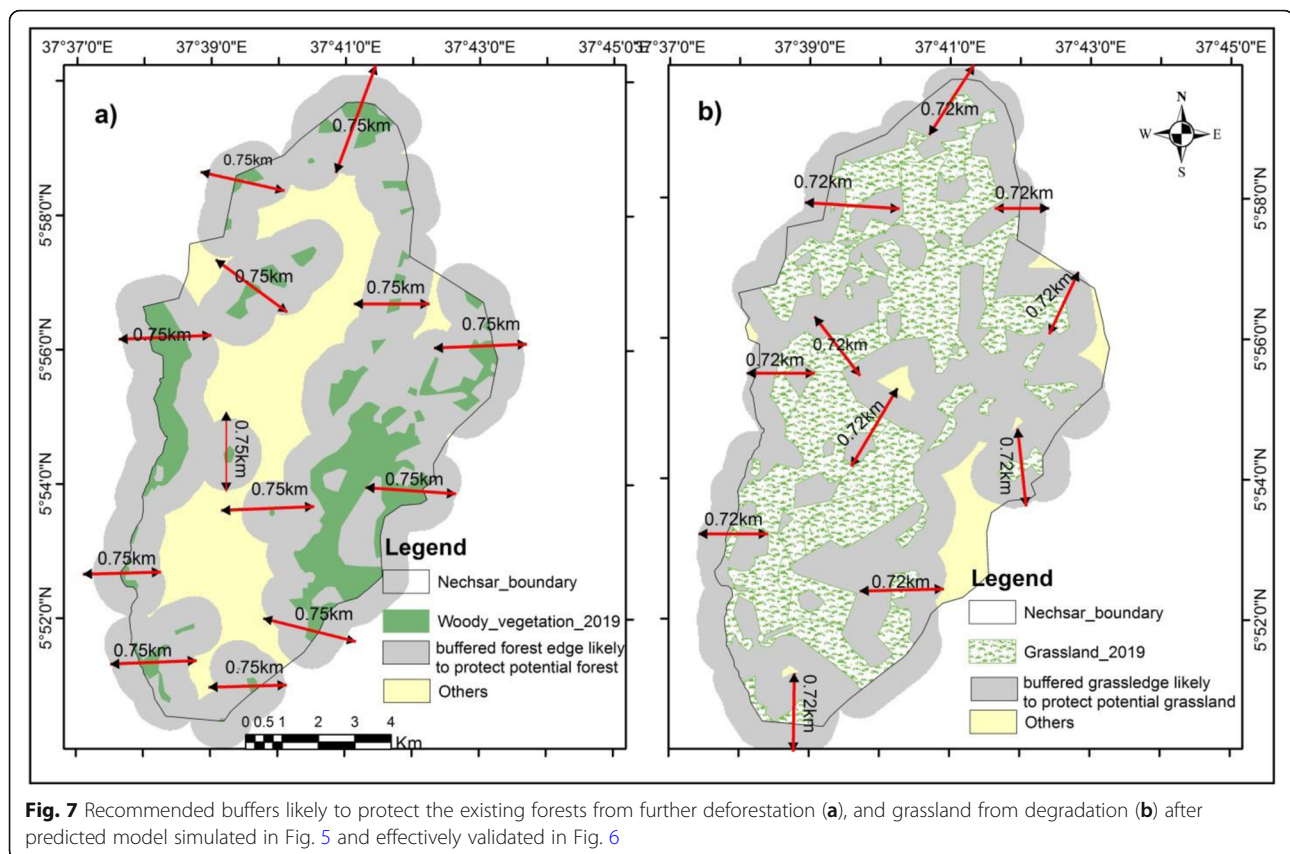 37°37'0"E 37°39'0"E 37°41'0"E 37°43'0"E 37°45'0"E
37°37'0"E 37°39'0"E 37°41'0"E 37°43'0"E 37°45'0"E
a)
5°58'0"N
5°56'0"N
5°54'0"N
5°52'0"N
0.75km
0.75km
0.75km
0.75km
0.75km
0.75km
0.75km
0.75km
0.75km
0.75km
0.75km
0.75km
0.75km
Legend
Nechsar_boundary
Woody_vegetation_2019
buffered forest edge likely
to protect potential forest
Others
0 0.5 1 2 3 4
Km
b)
N
W E
S
0.72km
0.72km
0.72km
0.72km
0.72km
0.72km
0.72km
0.72km
0.72km
0.72km
0.72km
5°58'0"N
5°56'0"N
5°54'0"N
5°52'0"N
Legend
Nechsar_boundary
Grassland_2019
buffered grassledge likely
to protect potential grassland
Others
Fig. 7 Recommended buffers likely to protect the existing forests from further deforestation (a), and grassland from degradation (b) after
predicted model simulated in Fig. 5 and effectively validated in Fig. 6